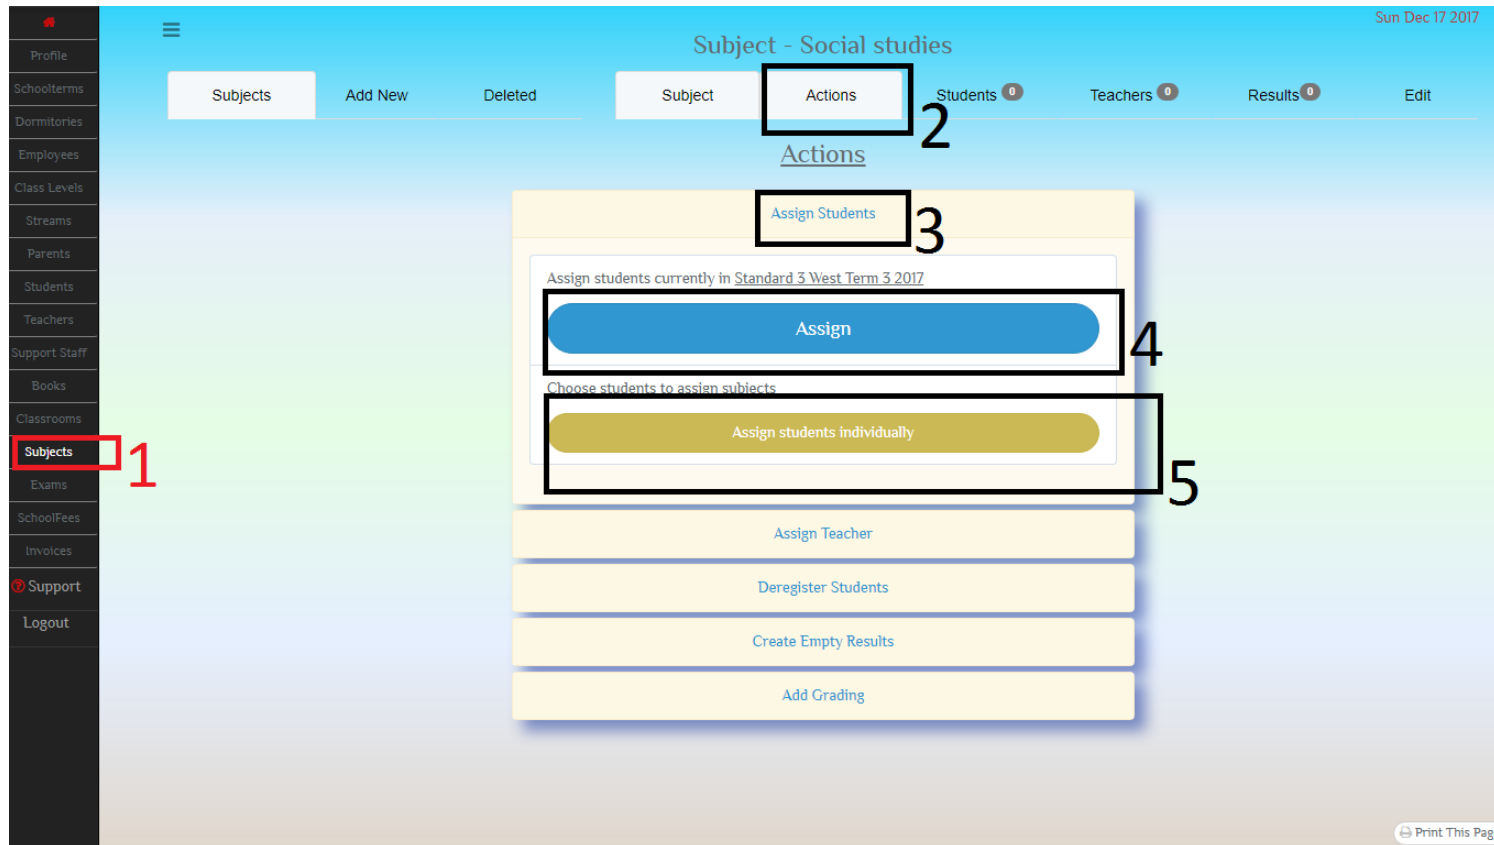 Sun Dec 17 2017
Subject - Social studies
Profile
Schoolterms
Dormitories
Employees
Class Levels
Streams
Parents
Students
Teachers
Support Staff
Books
Classrooms
Subjects 1
Exams
SchoolFees
Invoices
Support
Logout
Subjects Add New Deleted
Subject Actions 2 Students 0 Teachers 0 Results 0 Edit
Actions
Assign Students 3
Assign students currently in Standard 3 West Term 3 2017
Assign 4
Choose students to assign subjects
Assign students individually 5
Assign Teacher
Deregister Students
Create Empty Results
Add Grading
Print This Pag